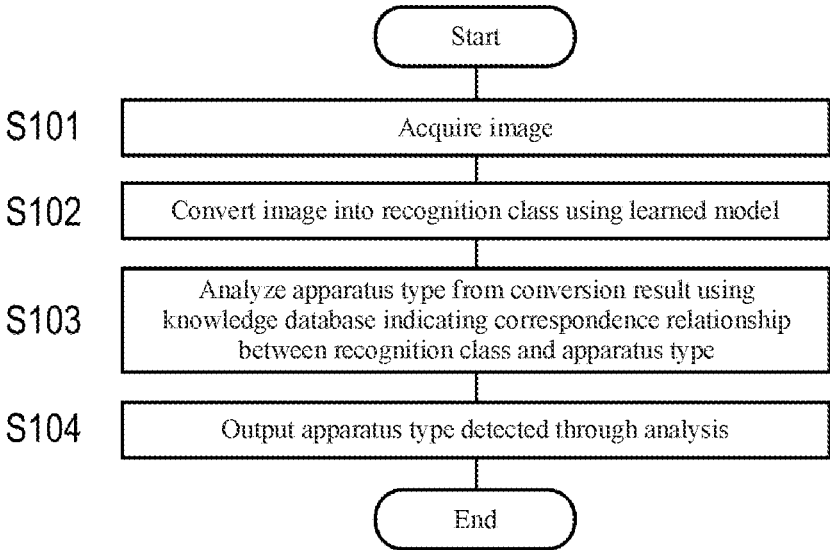 Start
S101
Acquire image
S102
Convert image into recognition class using learned model
S103
Analyze apparatus type from conversion result using
knowledge database indicating correspondence relationship
between recognition class and apparatus type
S104
Output apparatus type detected through analysis
End